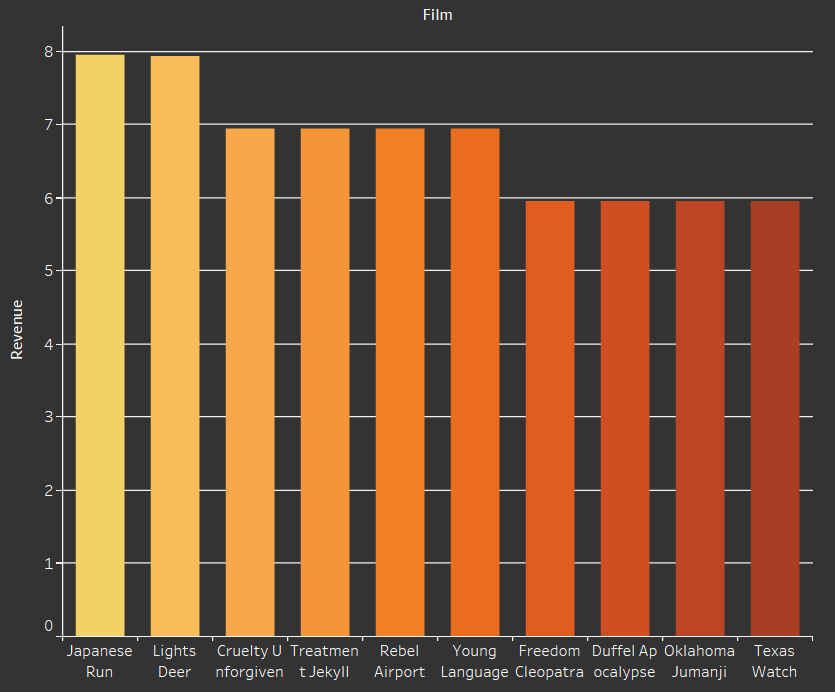 Film
Revenue
8
7
6
5
4
3
2
1
0
Japanese
Run
Lights
Deer
Cruelty U
nforgiven
Treatmen
t Jekyll
Rebel
Airport
Young
Language
Freedom
Cleopatra
Duffel Ap
ocalypse
Oklahoma
Jumanji
Texas
Watch